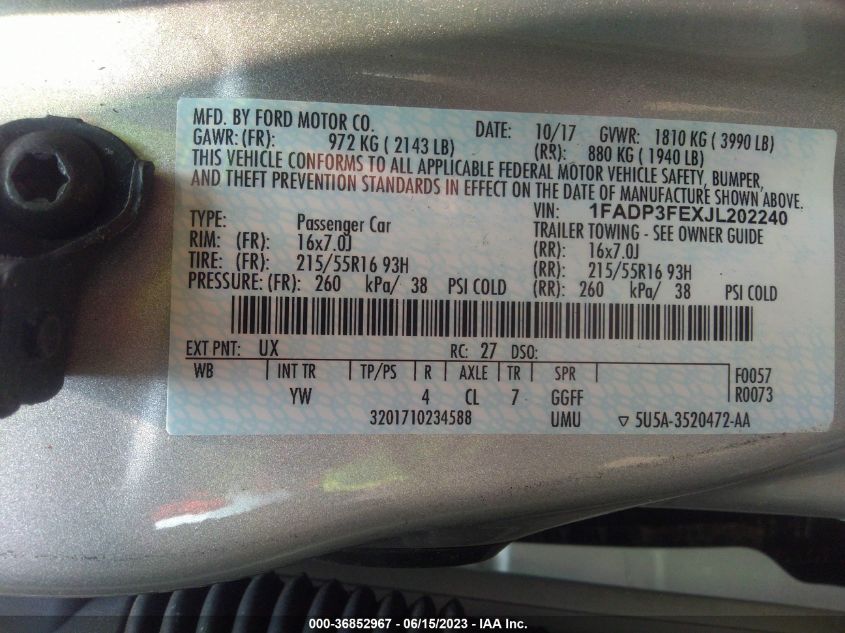 MFD. BY FORD MOTOR CO. DATE: 10/17 GVWR: 1810 KG ( 3990 LB)
GAWR: (FR): 972 KG ( 2143 LB) (RR): 880 KG ( 1940 LB)
THIS VEHICLE CONFORMS TO ALL APPLICABLE FEDERAL MOTOR VEHICLE SAFETY, BUMPER,
AND THEFT PREVENTION STANDARDS IN EFFECT ON THE DATE OF MANUFACTURE SHOWN ABOVE.
VIN: 1FADP3FEXJL202240
TYPE: Passenger Car TRAILER TOWING - SEE OWNER GUIDE
RIM: (FR): 16x7.0J (RR): 16x7.0J
TIRE: (FR): 215/55R16 93H (RR): 215/55R16 93H
PRESSURE: (FR): 260 kPa/ 38 PSI COLD (RR): 260 kPa/ 38 PSI COLD
EXT PNT: UX RC: 27 DSO:
WB INT TR TP/PS R AXLE TR SPR F0057
YW 4 CL 7 GGFF R0073
3201710234588 UMU ▽ 5U5A-3520472-AA
000-36852967 - 06/15/2023 - IAA Inc.